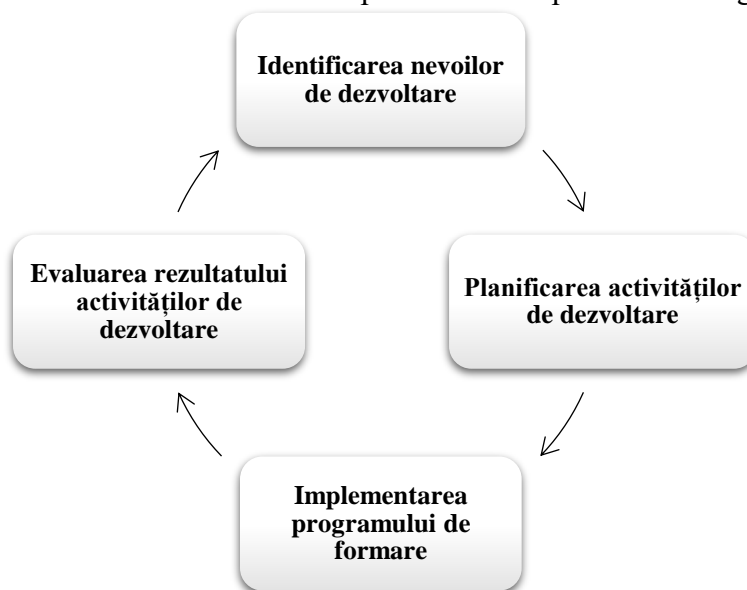 Identificarea nevoilor
de dezvoltare
Planificarea activităților
de dezvoltare
Implementarea
programului de
formare
Evaluarea rezultatului
activităților de
dezvoltare